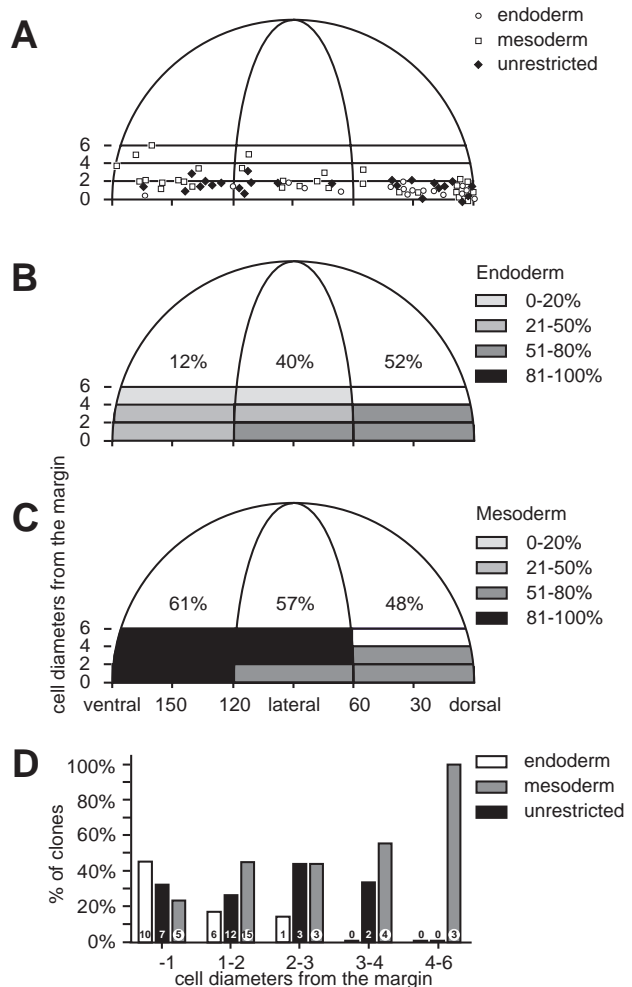 A
endoderm
mesoderm
unrestricted
6
4
2
0
B
Endoderm
0-20%
21-50%
51-80%
81-100%
12% 40% 52%
6
4
2
0
cell diameters from the margin
C
Mesoderm
0-20%
21-50%
51-80%
81-100%
61% 57% 48%
6
4
2
0
ventral 150 120 lateral 60 30 dorsal
D
endoderm
mesoderm
unrestricted
% of clones
100%
80%
60%
40%
20%
0%
10 7 5 6 12 15 1 3 3 0 2 4 0 0 3
-1 1-2 2-3 3-4 4-6
cell diameters from the margin